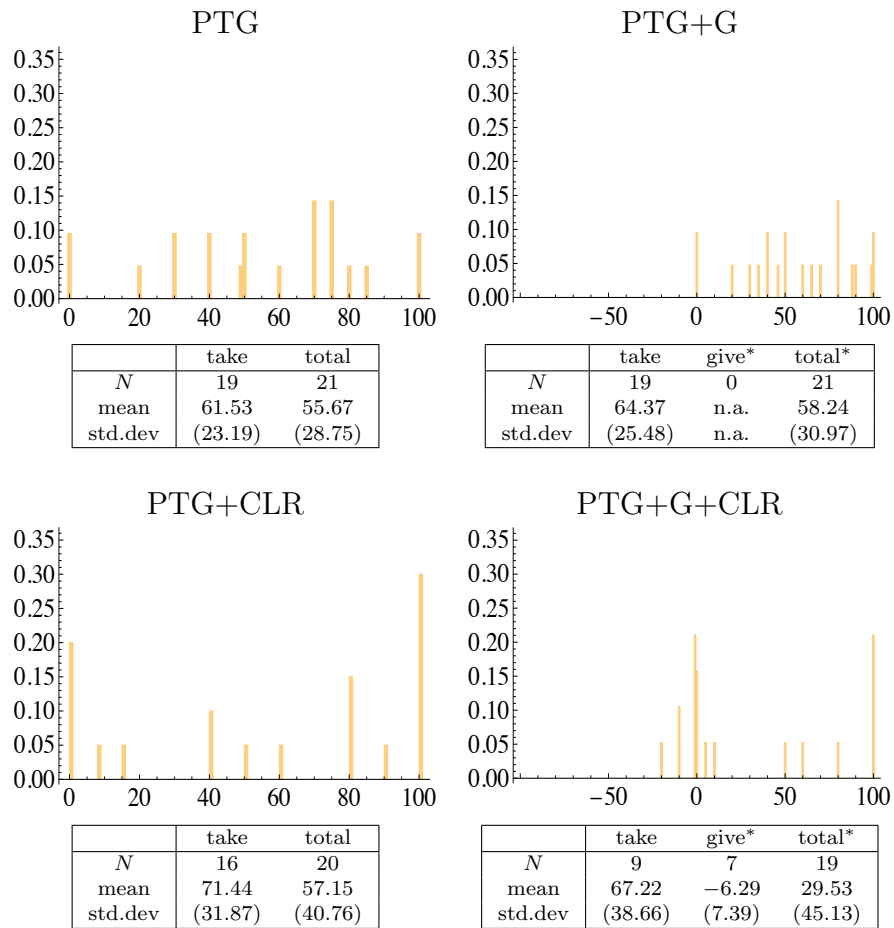 PTG
0.35
0.30
0.25
0.20
0.15
0.10
0.05
0.00
0 20 40 60 80 100
take total
N 19 21
mean 61.53 55.67
std.dev (23.19) (28.75)
PTG+G
0.35
0.30
0.25
0.20
0.15
0.10
0.05
0.00
−50 0 50 100
take give* total*
N 19 0 21
mean 64.37 n.a. 58.24
std.dev (25.48) n.a. (30.97)
PTG+CLR
0.35
0.30
0.25
0.20
0.15
0.10
0.05
0.00
0 20 40 60 80 100
take total
N 16 20
mean 71.44 57.15
std.dev (31.87) (40.76)
PTG+G+CLR
0.35
0.30
0.25
0.20
0.15
0.10
0.05
0.00
−50 0 50 100
take give* total*
N 9 7 19
mean 67.22 −6.29 29.53
std.dev (38.66) (7.39) (45.13)